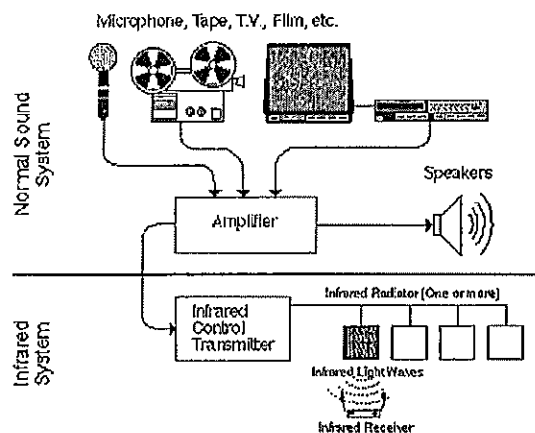 Microphone, Tape, T.V., Film, etc.
Normal Sound
System
Speakers
Amplifier
Infrared Radiator (One or more)
Infrared
Control
Transmitter
Infrared
System
Infrared Light Waves
Infrared Receiver